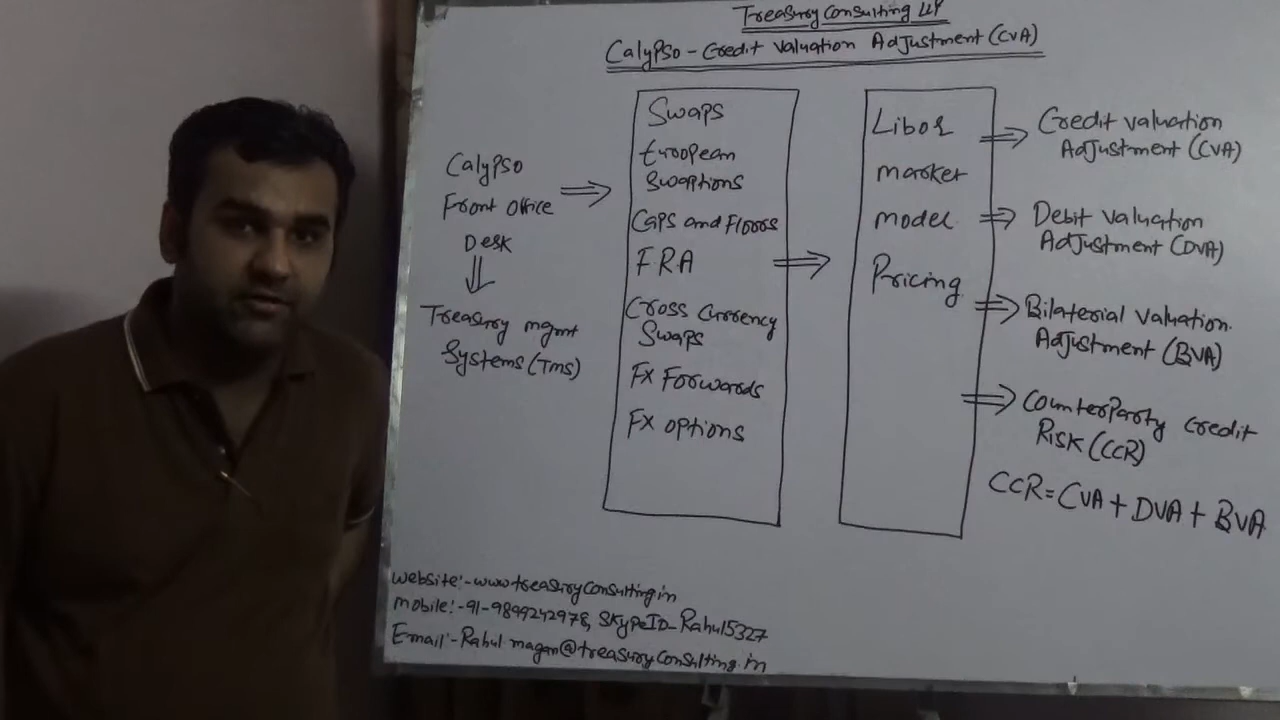 Treasury Consulting LLP
Calypso - Credit Valuation Adjustment (CVA)
Calypso
Front Office
Desk
Treasury mgmt
Systems (TMS)
Swaps
European
Swaptions
Caps and Floors
FRA
Cross Currency
Swaps
FX Forwards
FX options
Libor
market
model
Pricing
Credit Valuation
Adjustment (CVA)
Debit Valuation
Adjustment (DVA)
Bilaterial Valuation
Adjustment (BVA)
Counterparty credit
Risk (CCR)
CCR = CVA + DVA + BVA
Website:- www.treasuryconsulting.in
Mobile:- 91-9899242978, SkypeID_Rahul5327
Email:- Rahul.magan@treasuryconsulting.in